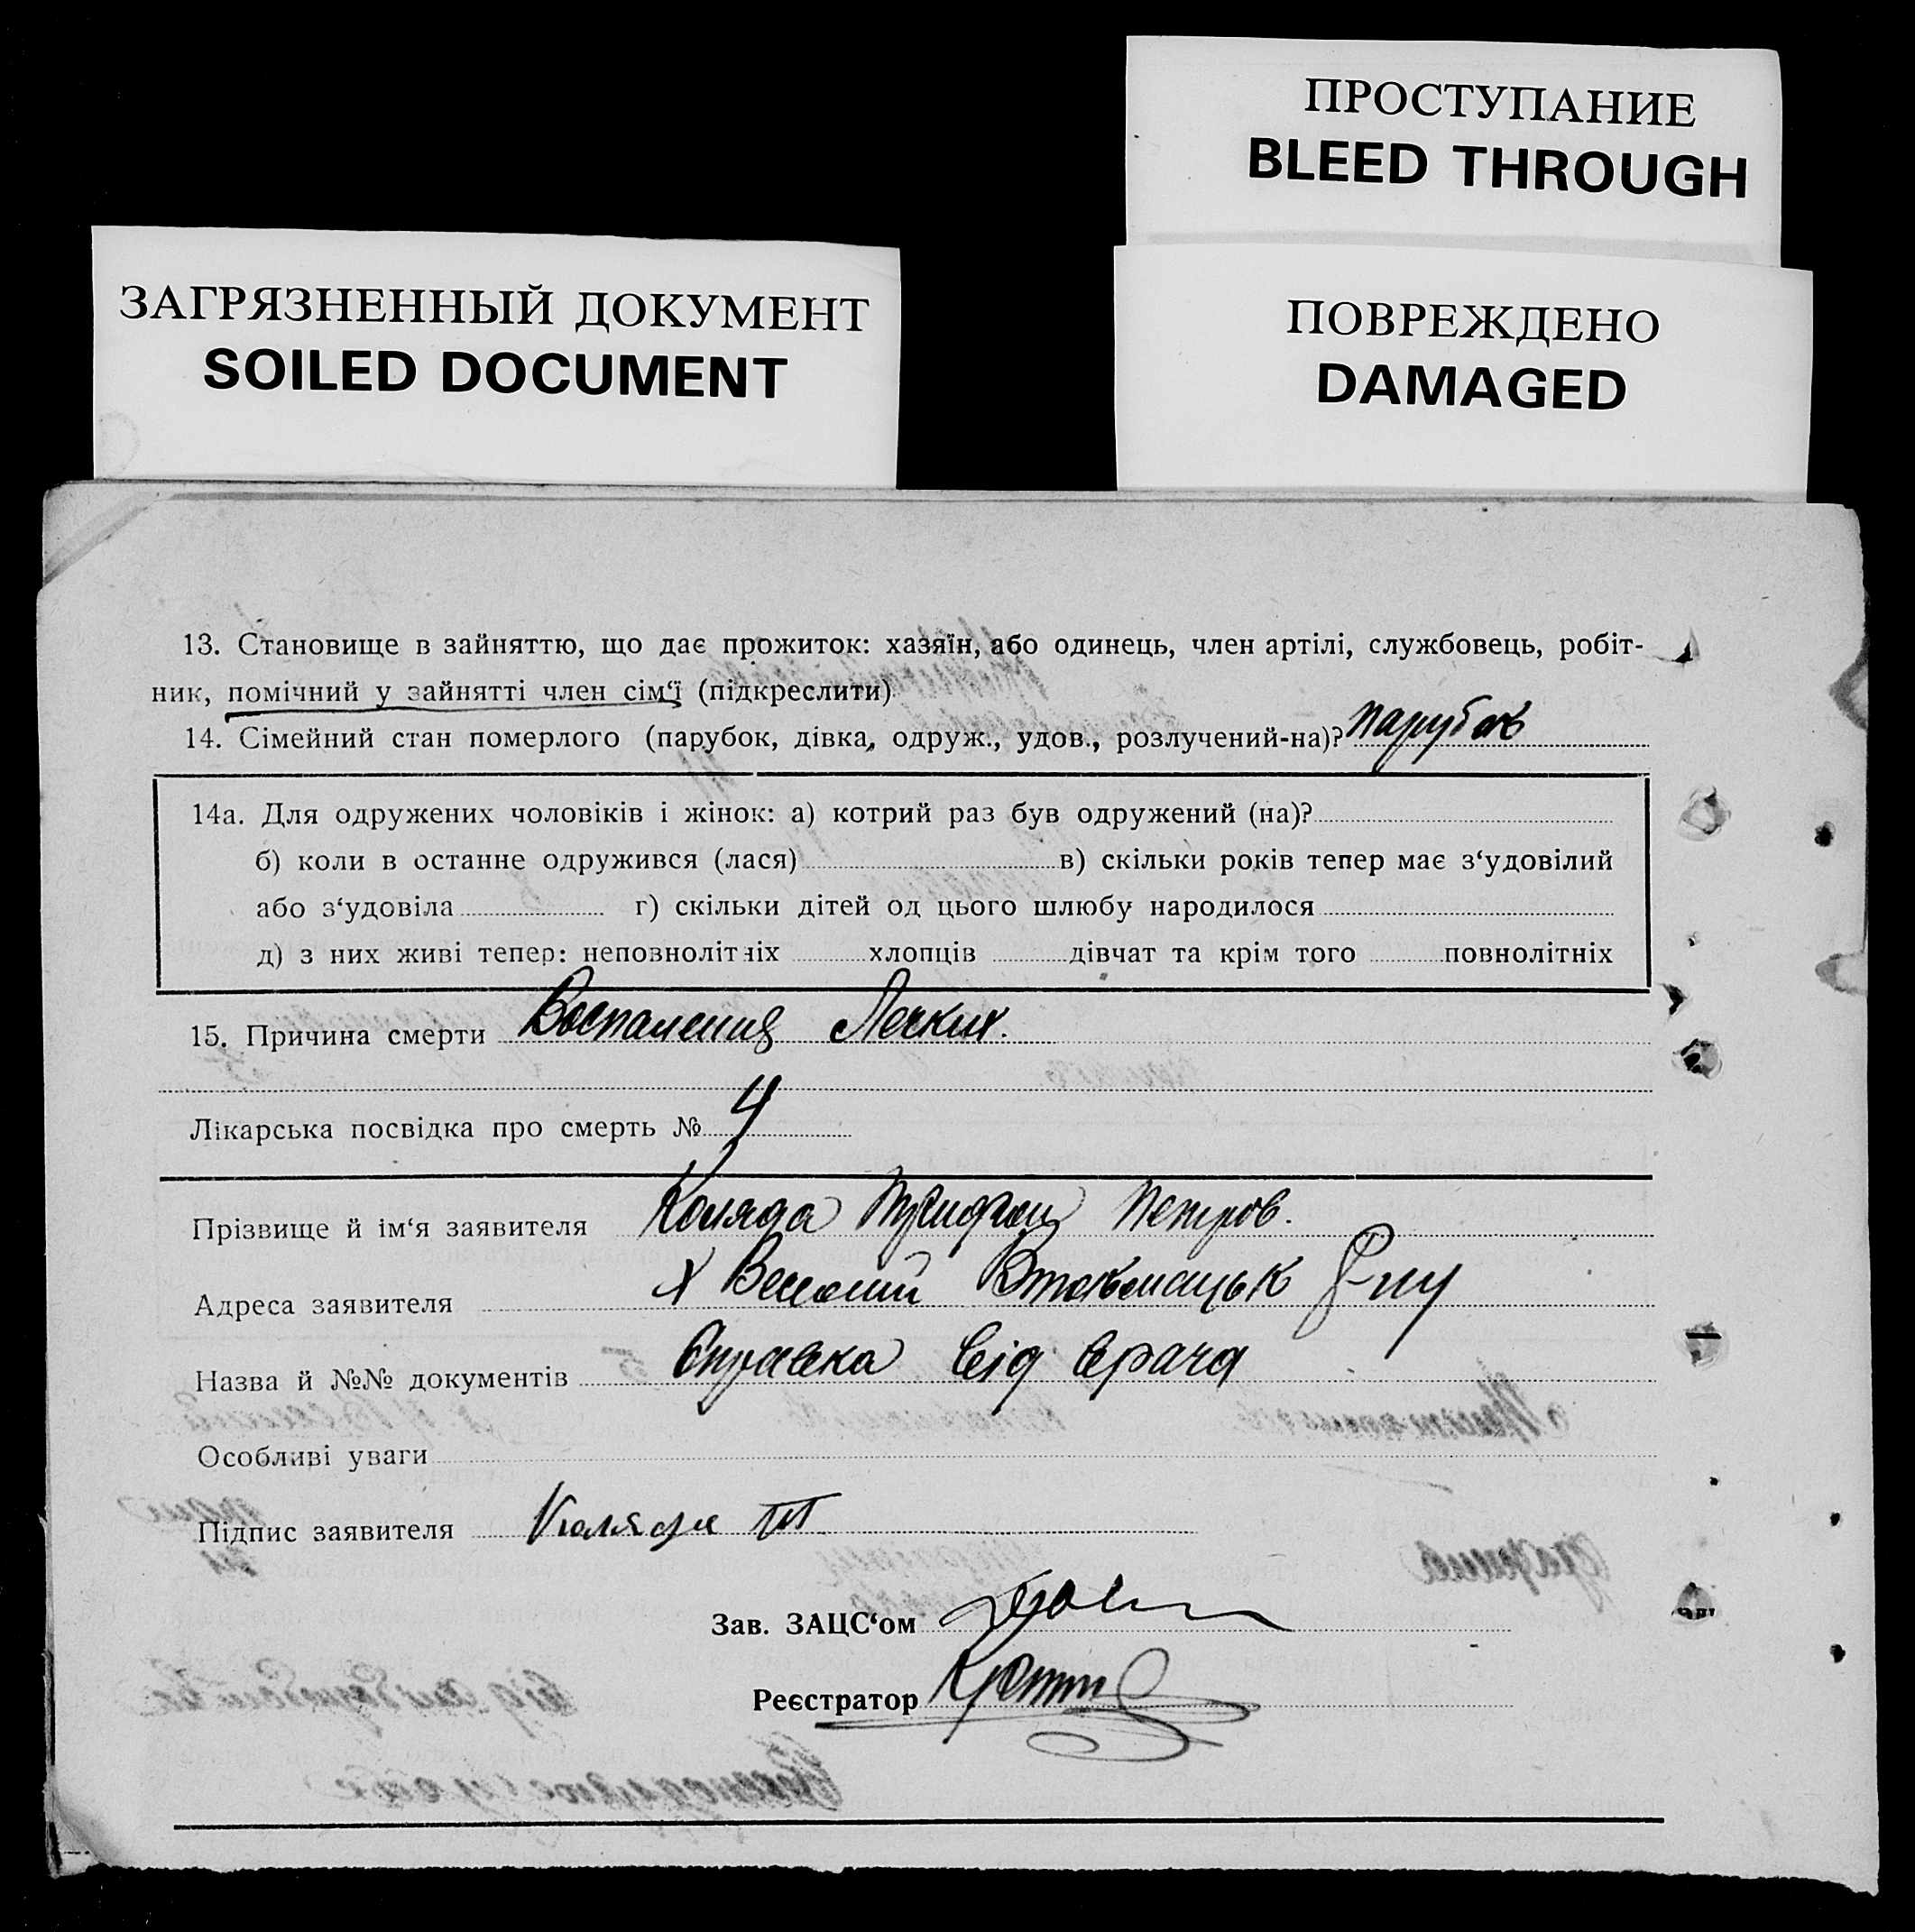 ПРОСТУПАНИЕ
BLEED THROUGH
ЗАГРЯЗНЕННЫЙ ДОКУМЕНТ
SOILED DOCUMENT
ПОВРЕЖДЕНО
DAMAGED
13. Становище в зайняттю, що дає прожиток: хазяїн, або одинець, член артілі, службовець, робіт-
ник, помічний у зайнятті член сім‘ї (підкреслити)
14. Сімейний стан померлого (парубок, дівка, одруж., удов., розлучений-на)? парубок
14а. Для одружених чоловіків і жінок: а) котрий раз був одружений (на)?
б) коли в останне одружився (лася) в) скільки років тепер має з‘удовілий
або з‘удовіла г) скільки дітей од цього шлюбу народилося
д) з них живі тепер: неповнолітніх хлопців дівчат та крім того повнолітніх
15. Причина смерти Воспаления Легких.
Лікарська посвідка про смерть № 4
Прізвище й ім‘я заявителя Коляда Трифон Петров.
Адреса заявителя х Веселий
Назва й №№ документів Справка від врача
Особливі уваги
Підпис заявителя Коляда Т
Зав. ЗАЦС‘ом
Реєстратор